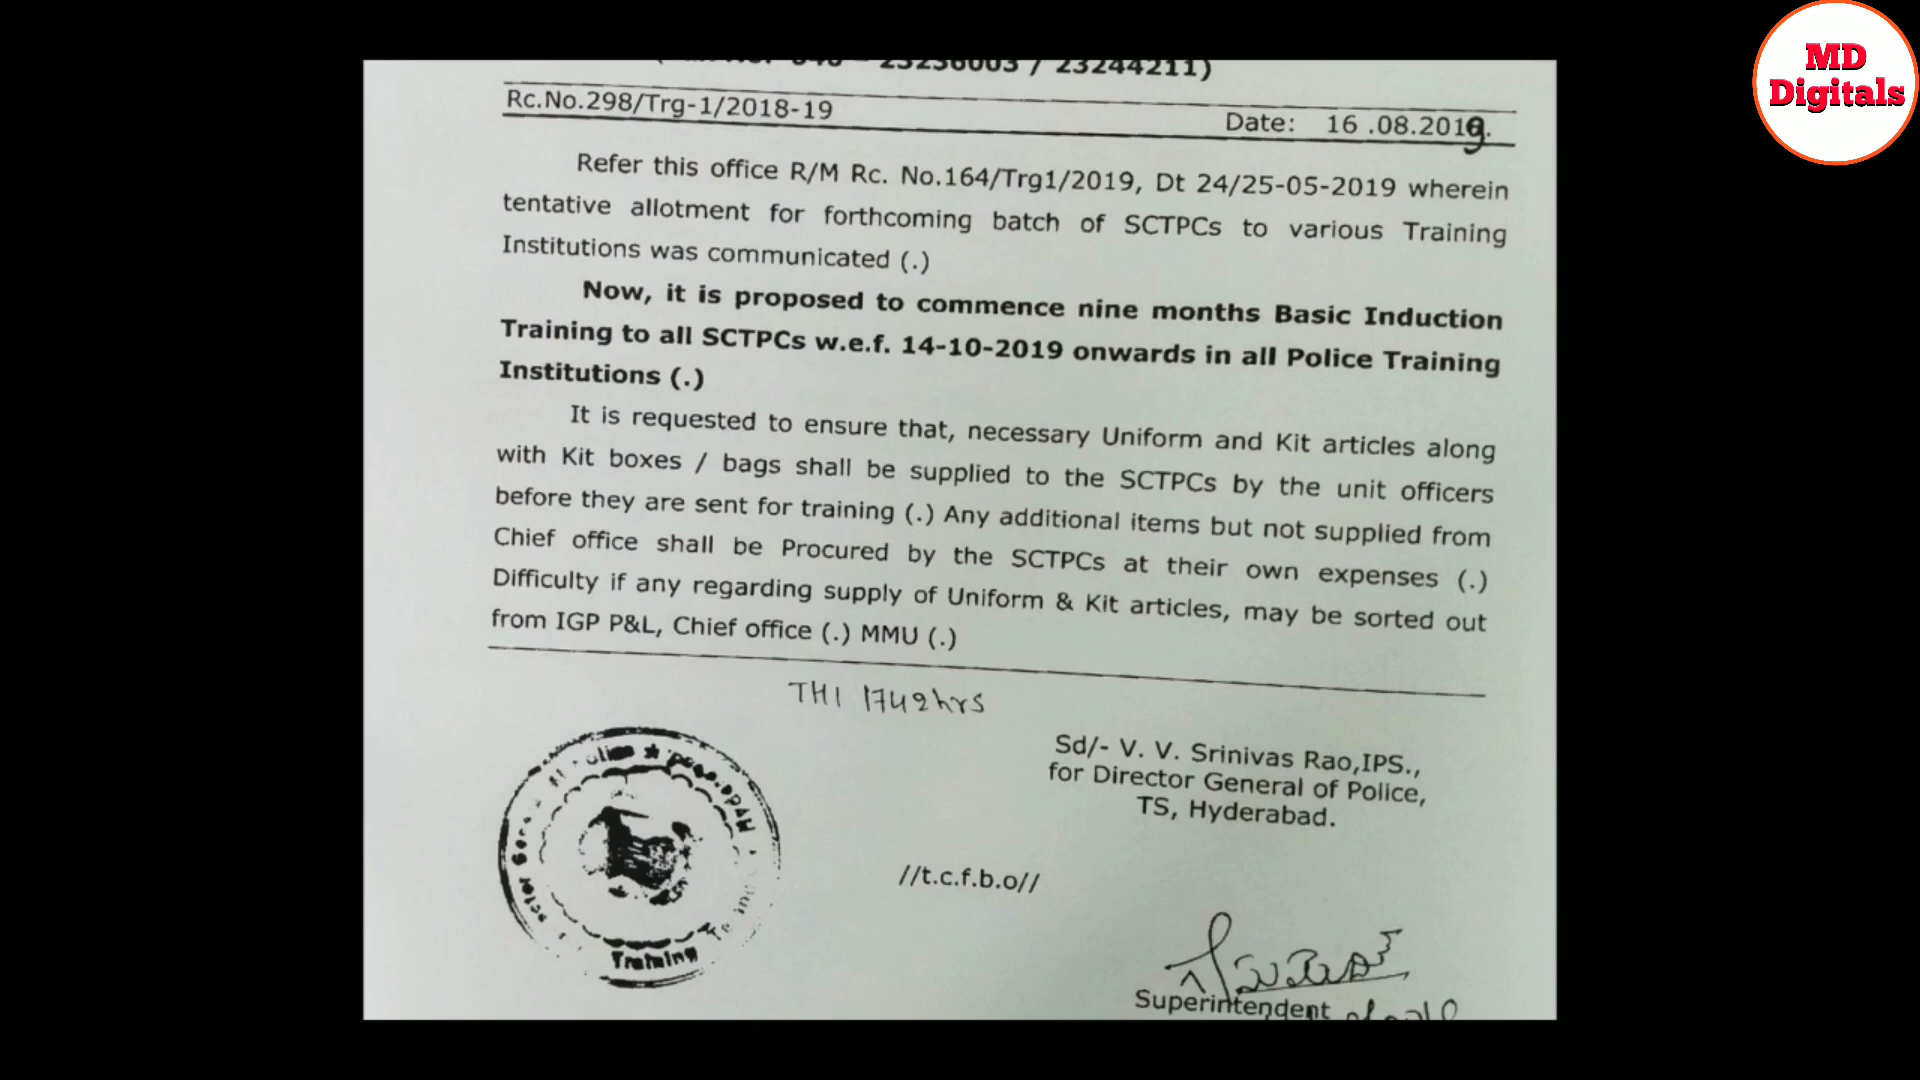 23236003 / 23244211)
Rc.No.298/Trg-1/2018-19
Date: 16 .08.2019.
Refer this office R/M Rc. No.164/Trg1/2019, Dt 24/25-05-2019 wherein
tentative allotment for forthcoming batch of SCTPCs to various Training
Institutions was communicated (.)
Now, it is proposed to commence nine months Basic Induction
Training to all SCTPCs w.e.f. 14-10-2019 onwards in all Police Training
Institutions (.)
It is requested to ensure that, necessary Uniform and Kit articles along
with Kit boxes / bags shall be supplied to the SCTPCs by the unit officers
before they are sent for training (.) Any additional items but not supplied from
Chief office shall be Procured by the SCTPCs at their own expenses (.)
Difficulty if any regarding supply of Uniform & Kit articles, may be sorted out
from IGP P&L, Chief office (.) MMU (.)
THI 1742hrs
Sd/- V. V. Srinivas Rao,IPS.,
for Director General of Police,
TS, Hyderabad.
//t.c.f.b.o//
Training
Superintendent
MD
Digitals